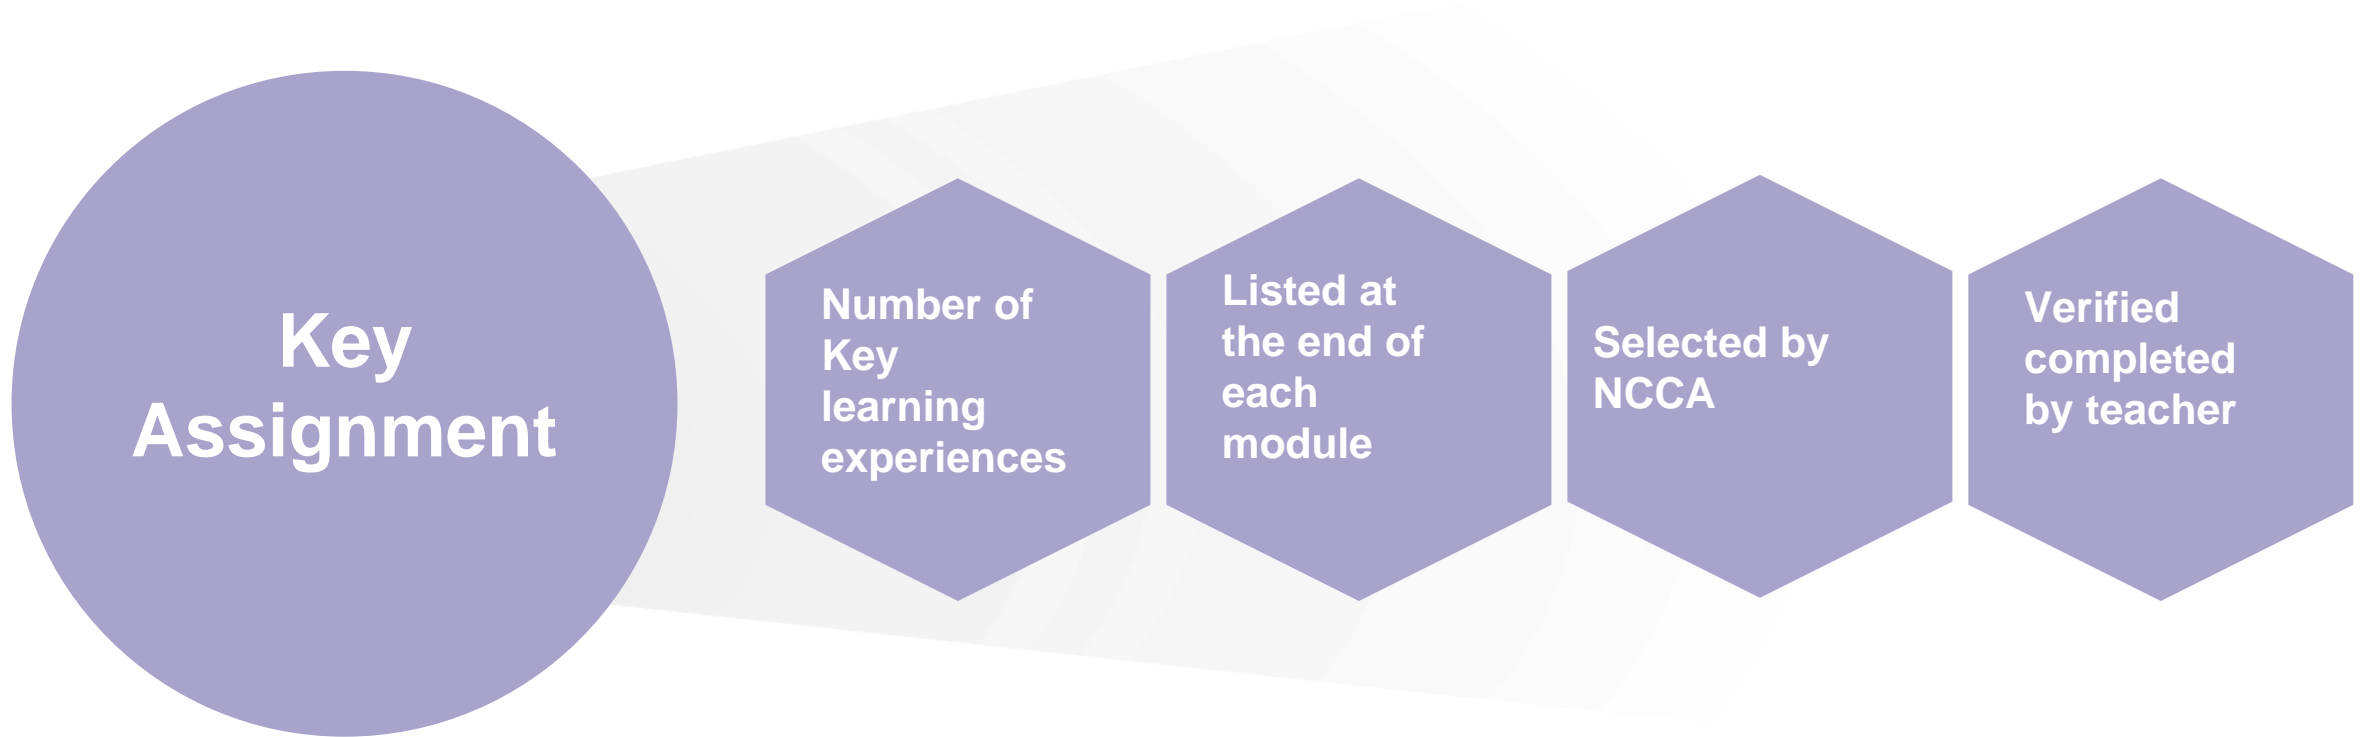 Key
Assignment
Number of
Key
learning
experiences
Listed at
the end of
each
module
Selected by
NCCA
Verified
completed
by teacher